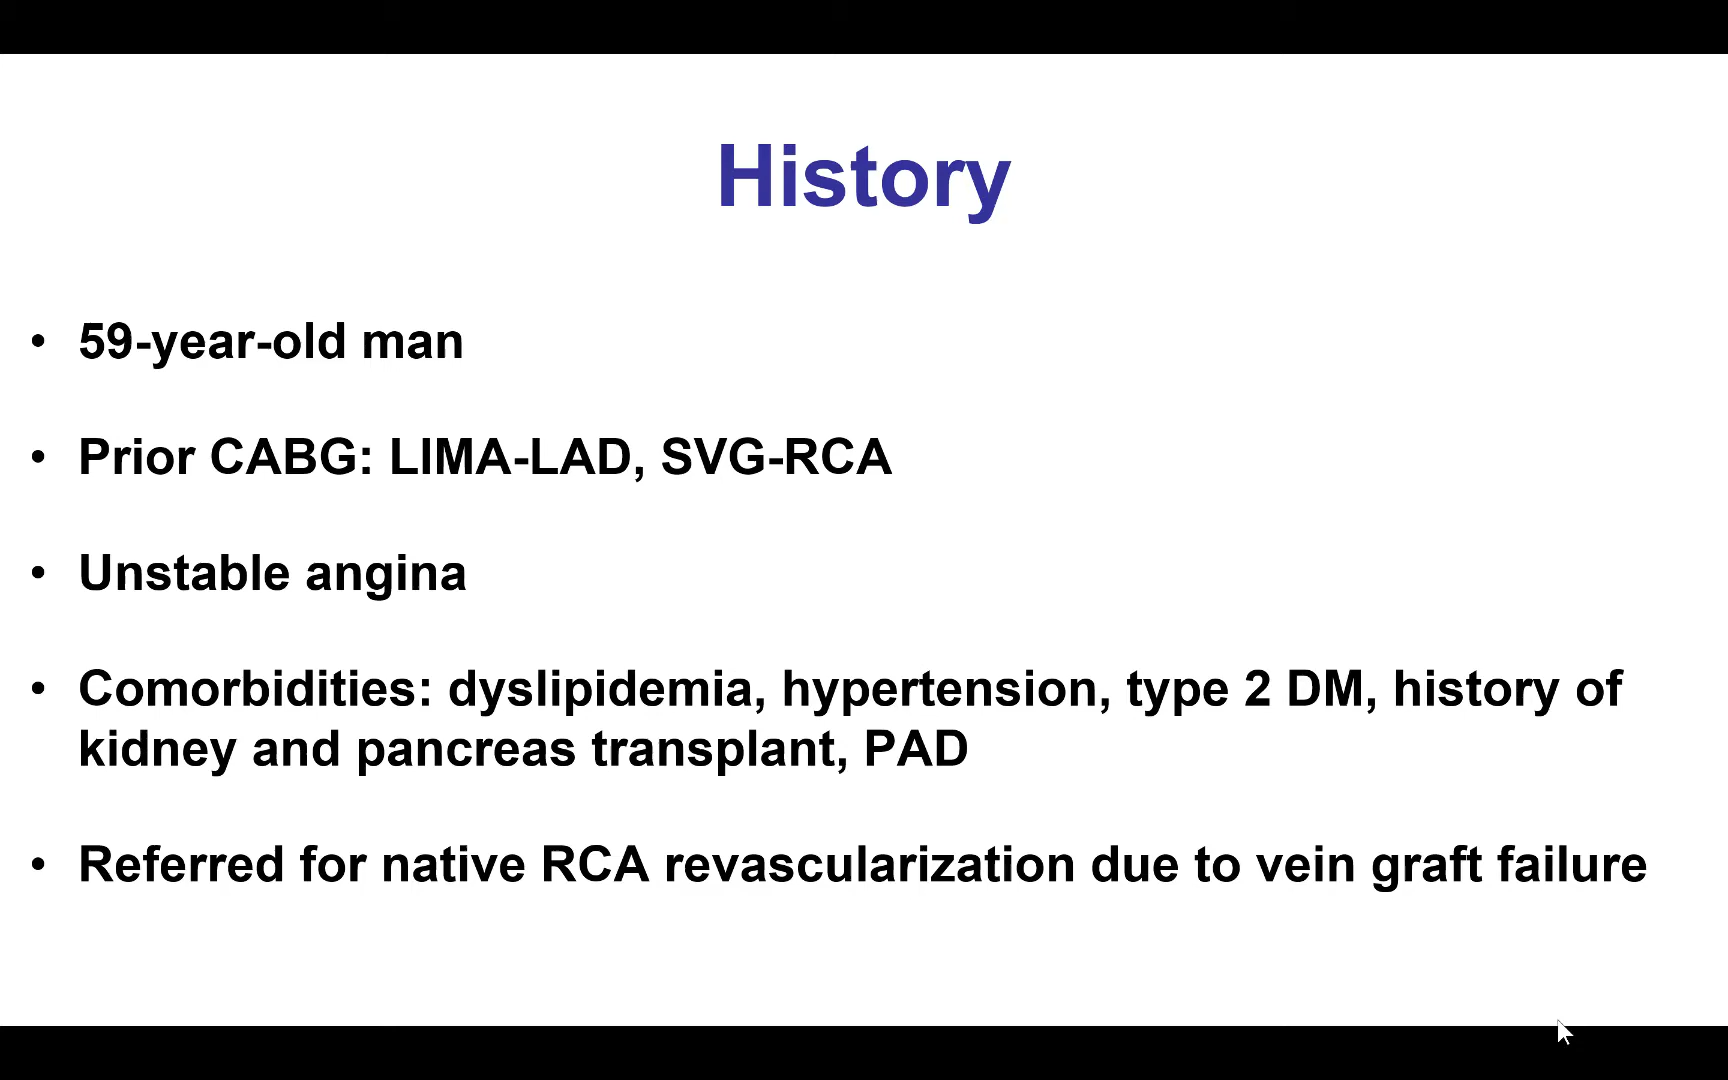 History
• 59-year-old man
• Prior CABG: LIMA-LAD, SVG-RCA
• Unstable angina
• Comorbidities: dyslipidemia, hypertension, type 2 DM, history of
kidney and pancreas transplant, PAD
• Referred for native RCA revascularization due to vein graft failure